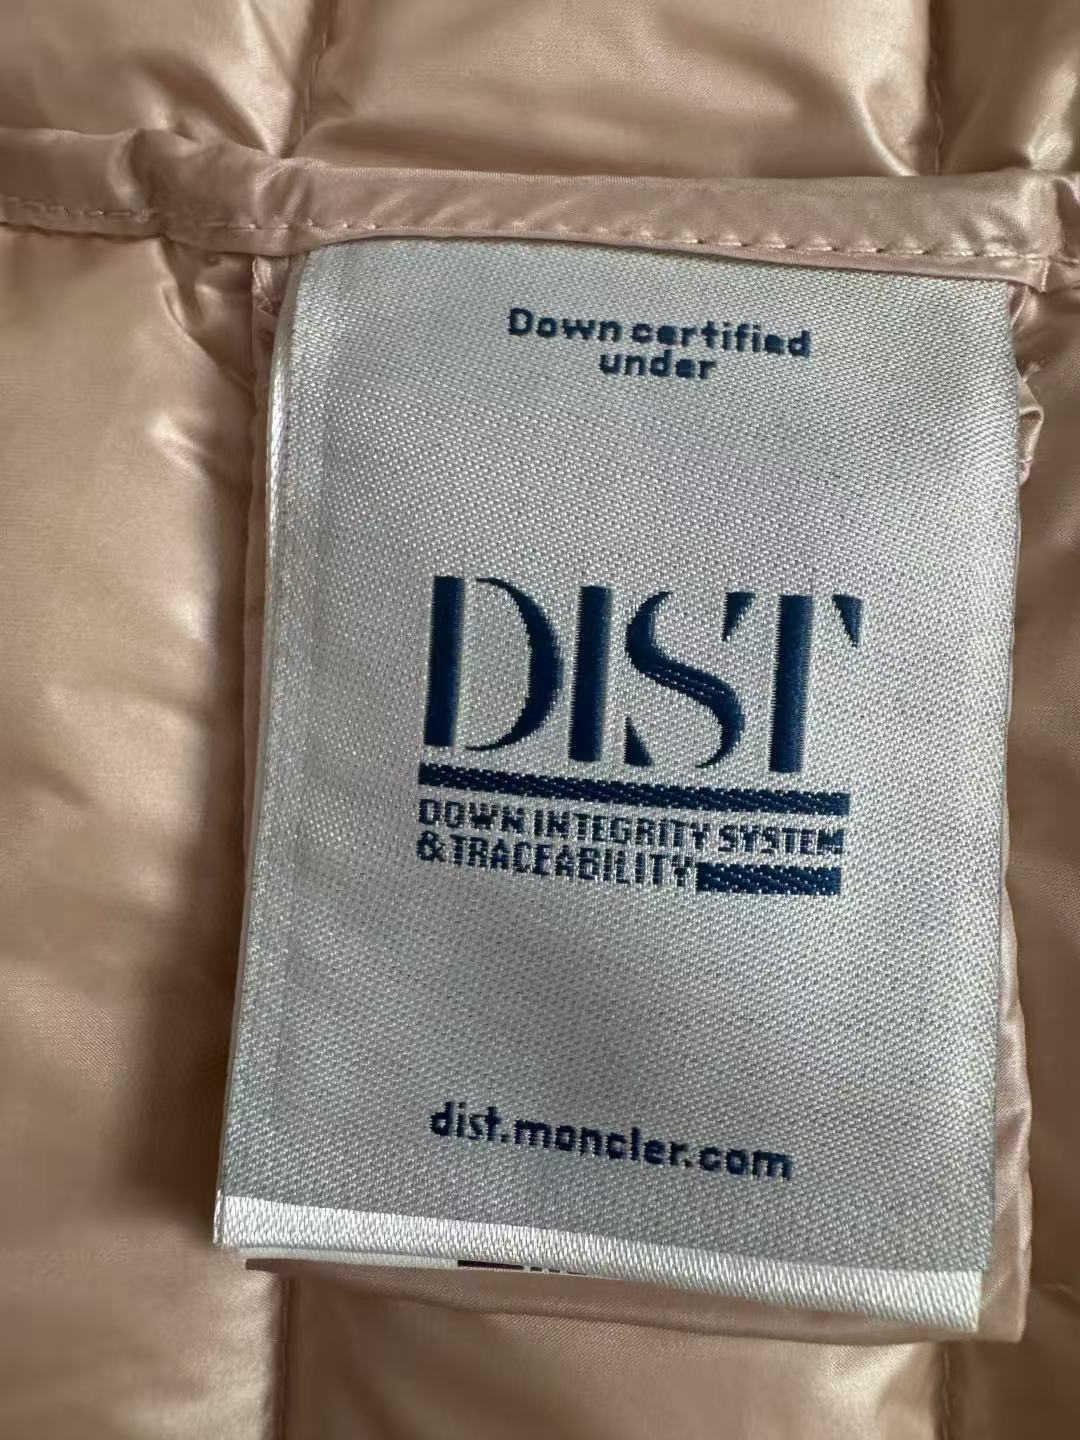 Down certified
under
DIST
DOWN INTEGRITY SYSTEM
& TRACEABILITY
dist.moncler.com